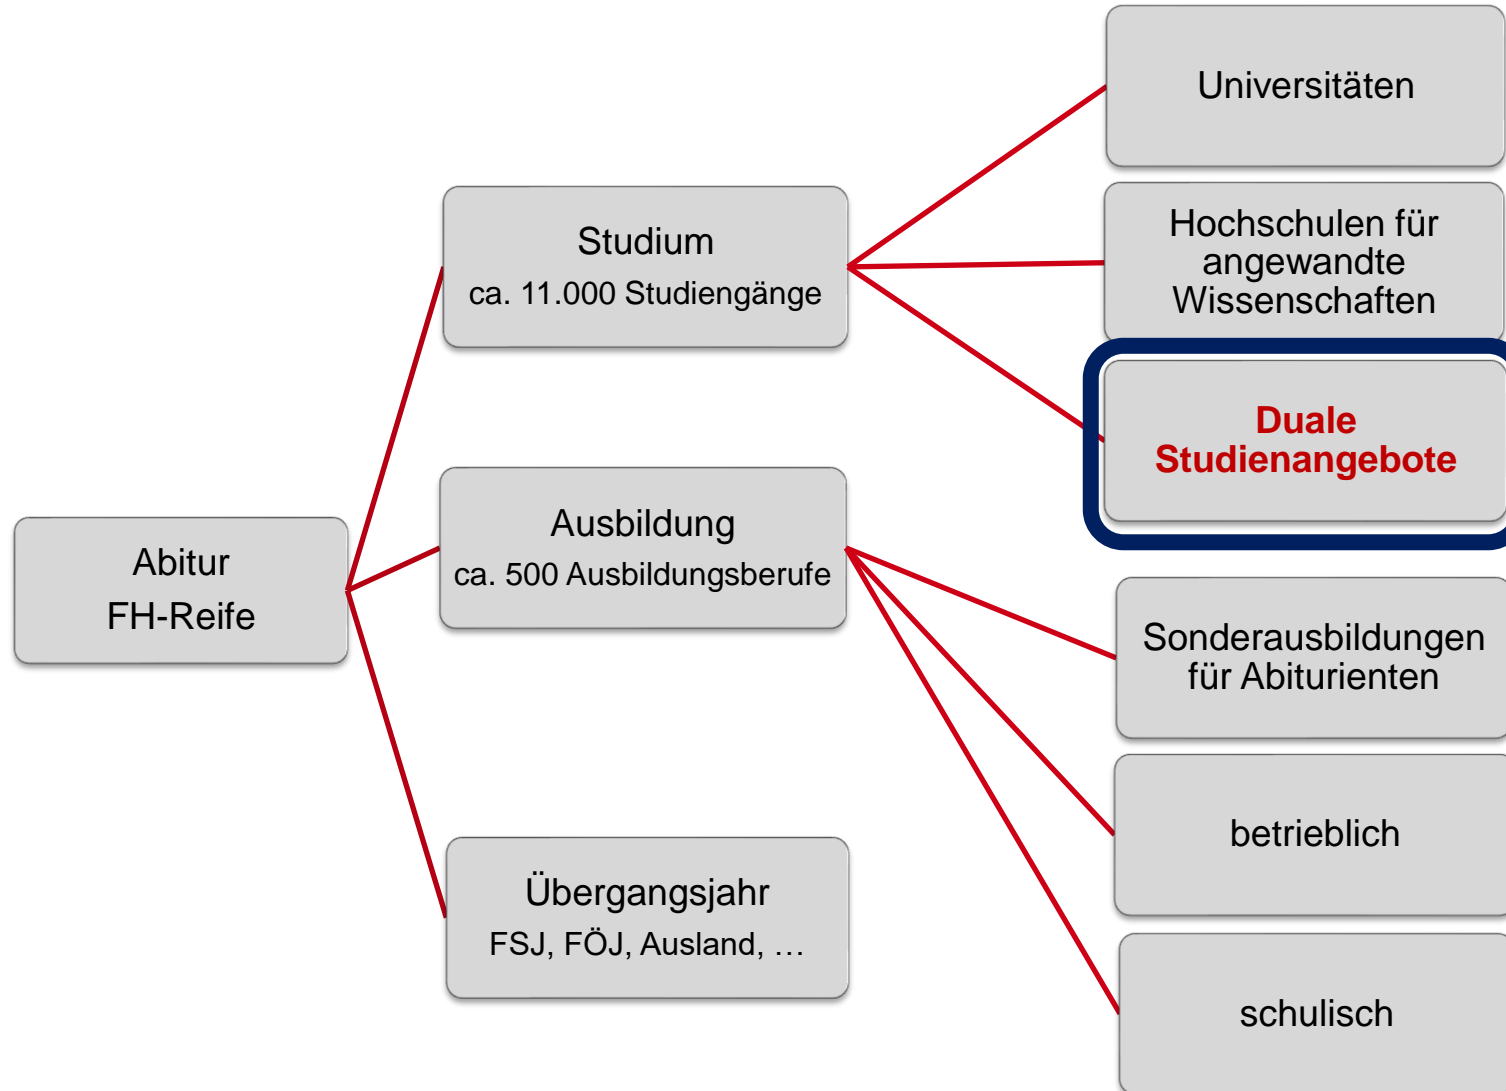 Abitur
FH-Reife
Studium
ca. 11.000 Studiengänge
Ausbildung
ca. 500 Ausbildungsberufe
Übergangsjahr
FSJ, FÖJ, Ausland, …
Universitäten
Hochschulen für
angewandte
Wissenschaften
Duale
Studienangebote
Sonderausbildungen
für Abiturienten
betrieblich
schulisch